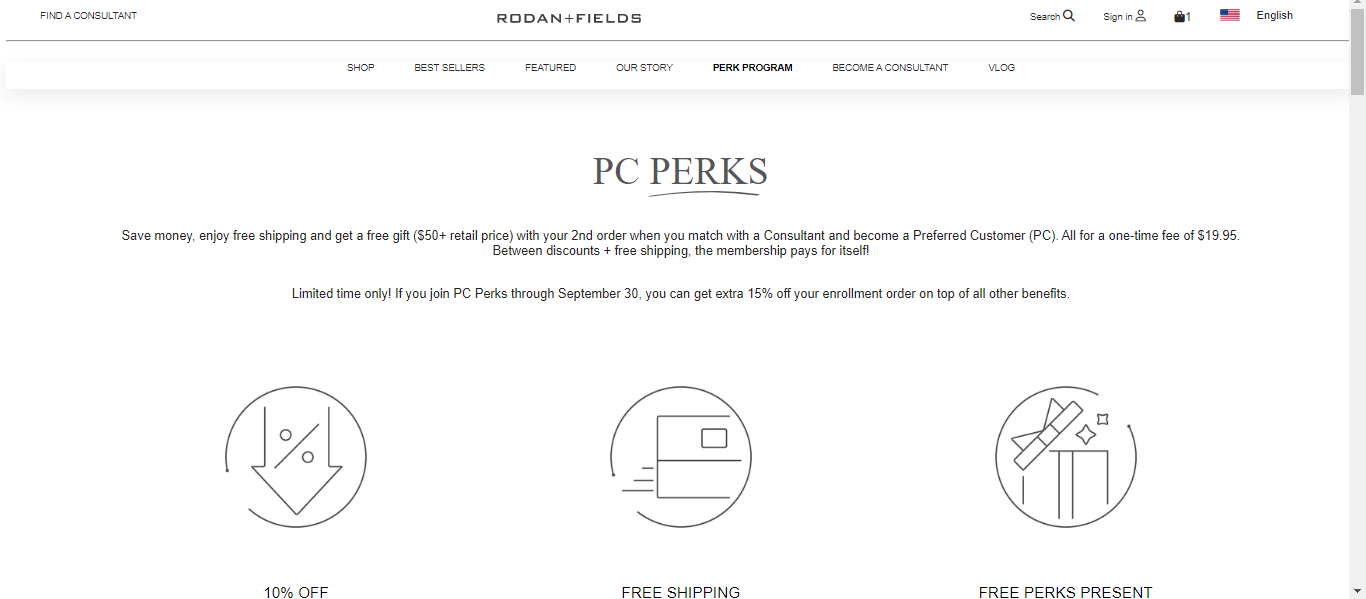 FIND A CONSULTANT
RODAN+FIELDS
Search
Sign in
1
English
SHOP
BEST SELLERS
FEATURED
OUR STORY
PERK PROGRAM
BECOME A CONSULTANT
VLOG
PC PERKS
Save money, enjoy free shipping and get a free gift ($50+ retail price) with your 2nd order when you match with a Consultant and become a Preferred Customer (PC). All for a one-time fee of $19.95.
Between discounts + free shipping, the membership pays for itself!
Limited time only! If you join PC Perks through September 30, you can get extra 15% off your enrollment order on top of all other benefits.
%
10% OFF
FREE SHIPPING
FREE PERKS PRESENT